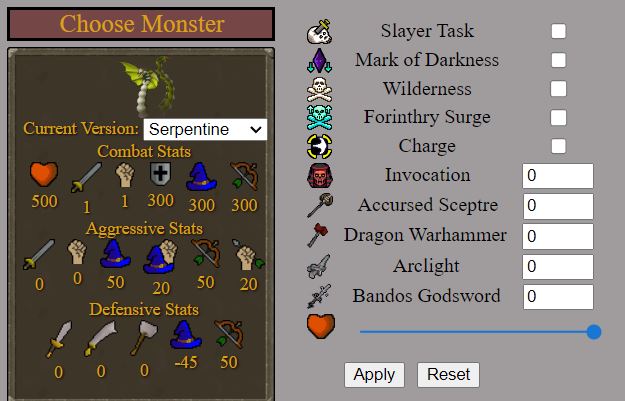 Choose Monster
Current Version: Serpentine
Combat Stats
500 1 1 300 300 300
Aggressive Stats
0 0 50 20 50 20
Defensive Stats
0 0 0 -45 50
Slayer Task
Mark of Darkness
Wilderness
Forinthry Surge
Charge
Invocation 0
Accursed Sceptre 0
Dragon Warhammer 0
Arclight 0
Bandos Godsword 0
Apply Reset